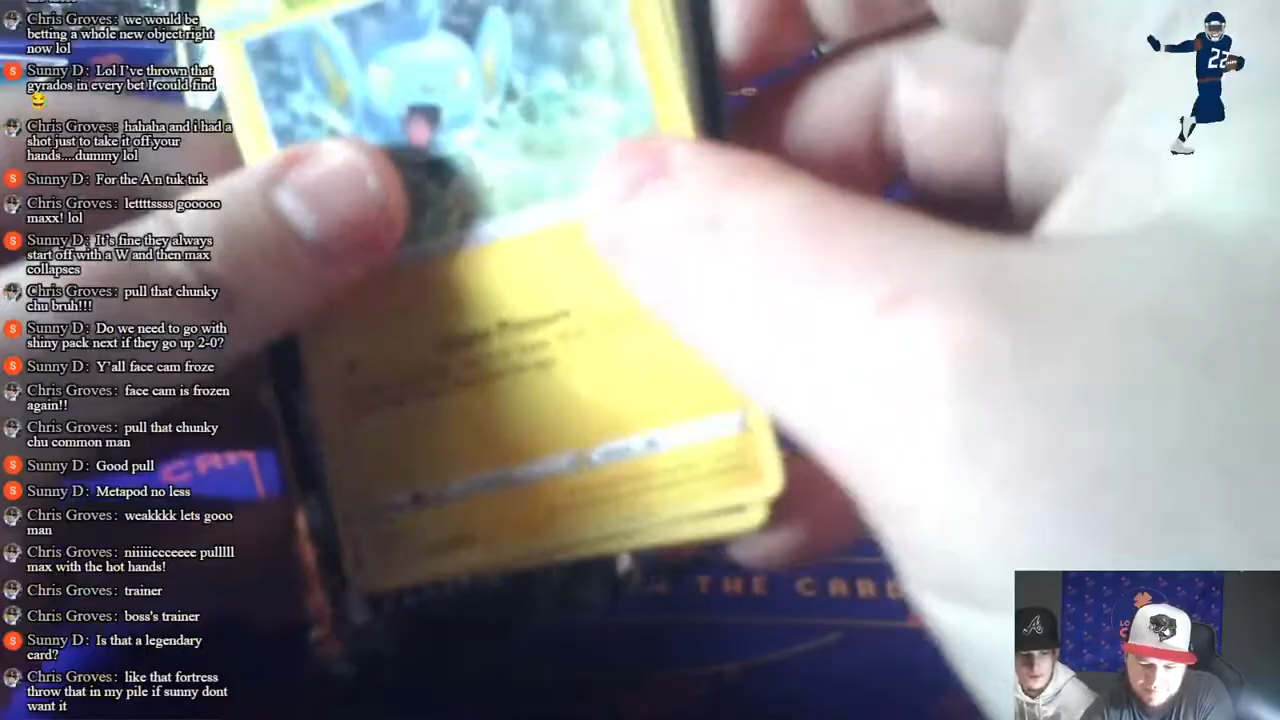 Chris Groves: we would be
betting a whole new object right
now lol
Sunny D: Lol I've thrown that
gyrados in every bet I could find
😂
Chris Groves: hahaha and i had a
shot just to take it off your
hands....dummy lol
Sunny D: For the A n tuk tuk
Chris Groves: lettttssss gooooo
maxx! lol
Sunny D: It's fine they always
start off with a W and then max
collapses
Chris Groves: pull that chunky
chu bruh!!!
Sunny D: Do we need to go with
shiny pack next if they go up 2-0?
Sunny D: Y'all face cam froze
Chris Groves: face cam is frozen
again!!
Chris Groves: pull that chunky
chu common man
Sunny D: Good pull
Sunny D: Metapod no less
Chris Groves: weakkkk lets gooo
man
Chris Groves: niiiiicccceeee pulllll
max with the hot hands!
Chris Groves: trainer
Chris Groves: boss's trainer
Sunny D: Is that a legendary
card?
Chris Groves: like that fortress
throw that in my pile if sunny dont
want it
22
THE CARD
A